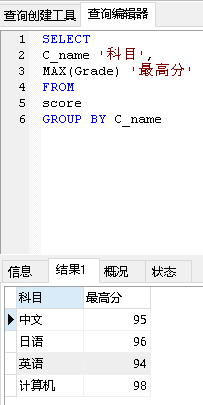 查询创建工具 查询编辑器
1 SELECT
2 C_name '科目',
3 MAX(Grade) '最高分'
4 FROM
5 score
6 GROUP BY C_name
信息 结果1 概况 状态
科目 最高分
中文 95
日语 96
英语 94
计算机 98